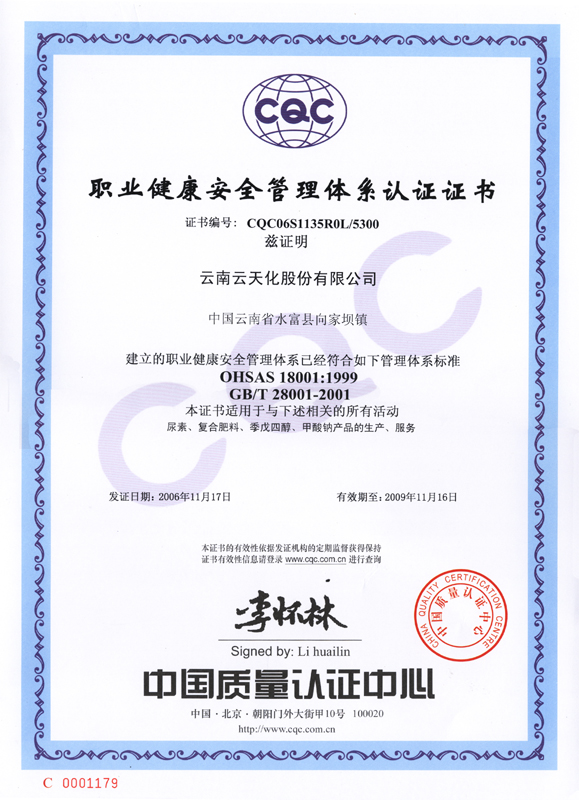 CQC
职业健康安全管理体系认证证书
证书编号: CQC06S1135R0L/5300
兹证明
云南云天化股份有限公司
中国云南省水富县向家坝镇
建立的职业健康安全管理体系已经符合如下管理体系标准
OHSAS 18001:1999
GB/T 28001-2001
本证书适用于与下述相关的所有活动
尿素、复合肥料、季戊四醇、甲酸钠产品的生产、服务
发证日期: 2006年11月17日
有效期至: 2009年11月16日
本证书的有效性依据发证机构的定期监督获得保持
证书有效性信息请登录 www.cqc.com.cn 进行查询
李怀林
Signed by: Li huailin
CHINA QUALITY CERTIFICATION CENTRE
中国质量认证中心
中国质量认证中心
中国·北京·朝阳门外大街甲10号 100020
http://www.cqc.com.cn
C 0001179